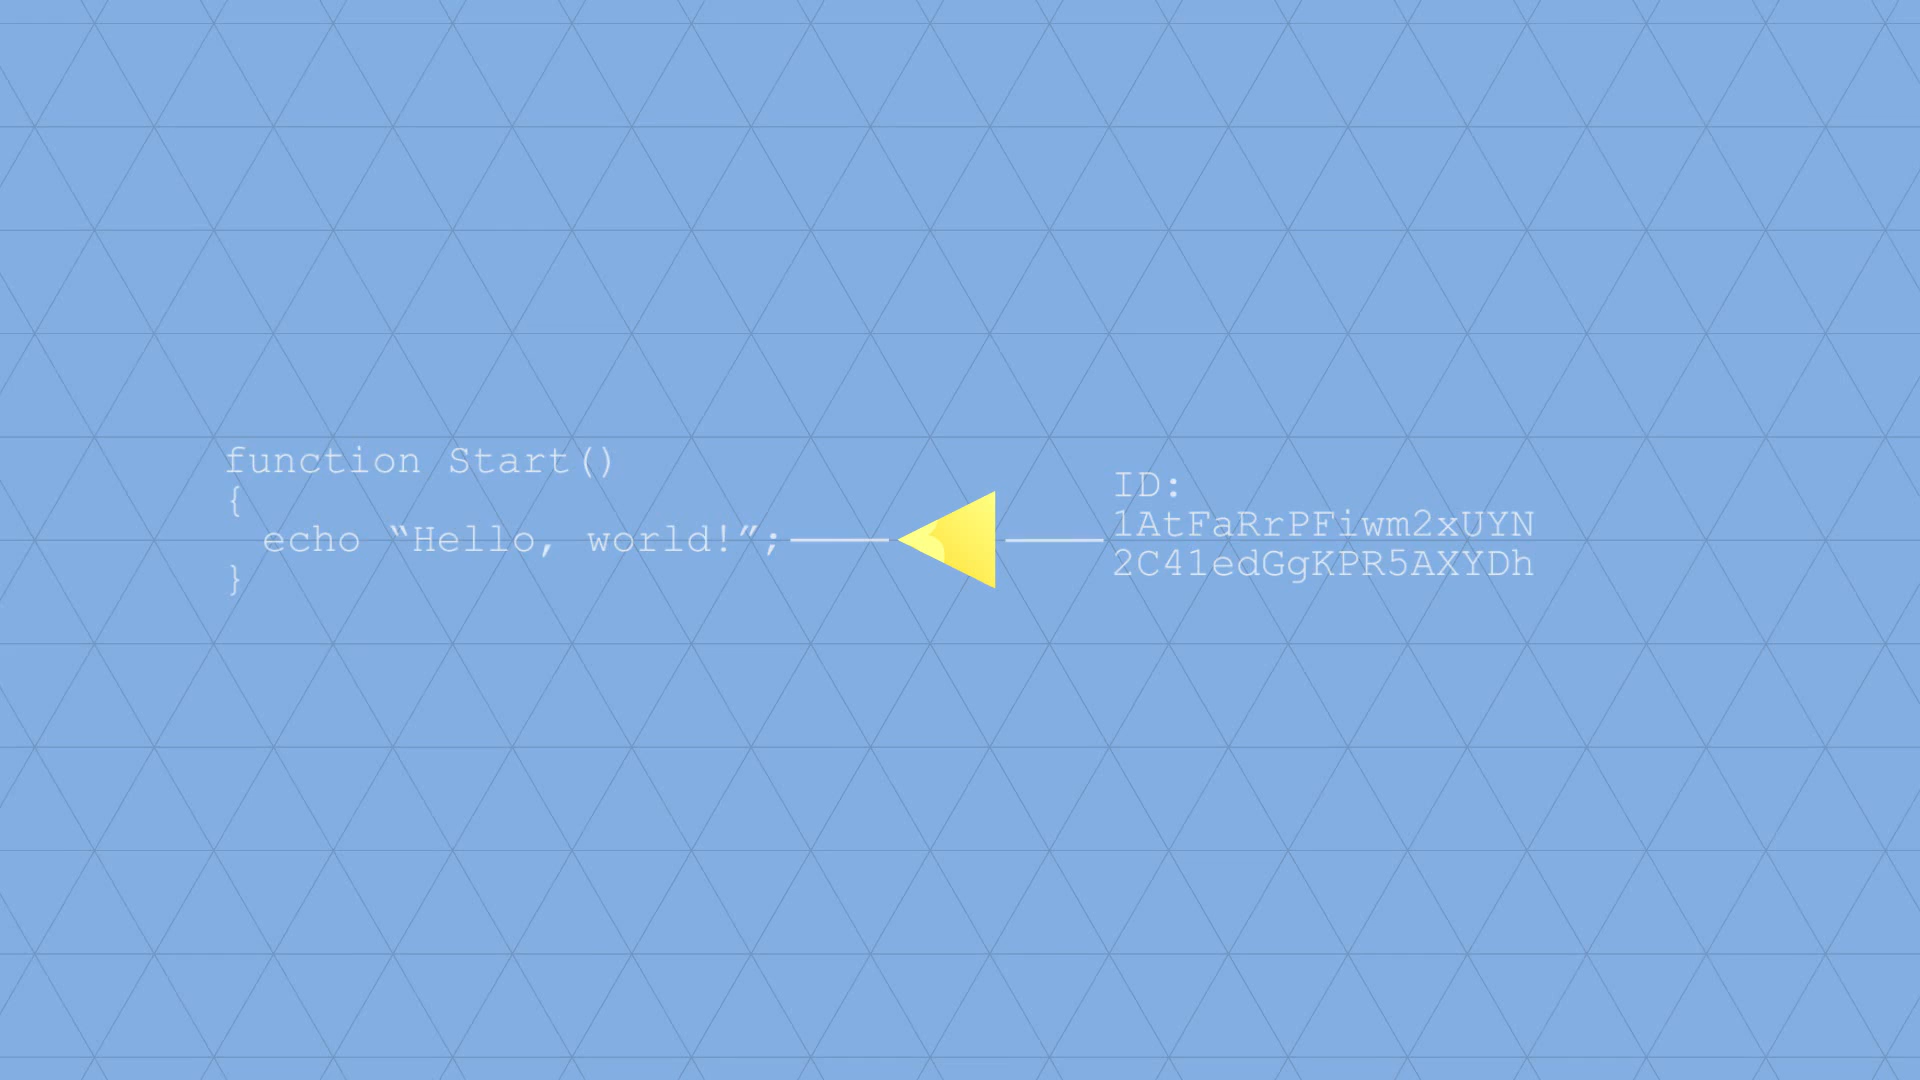 function Start()
{
echo “Hello, world!”;
}
ID:
1AtFaRrPFiwm2xUYN
2C41edGgKPR5AXYDh